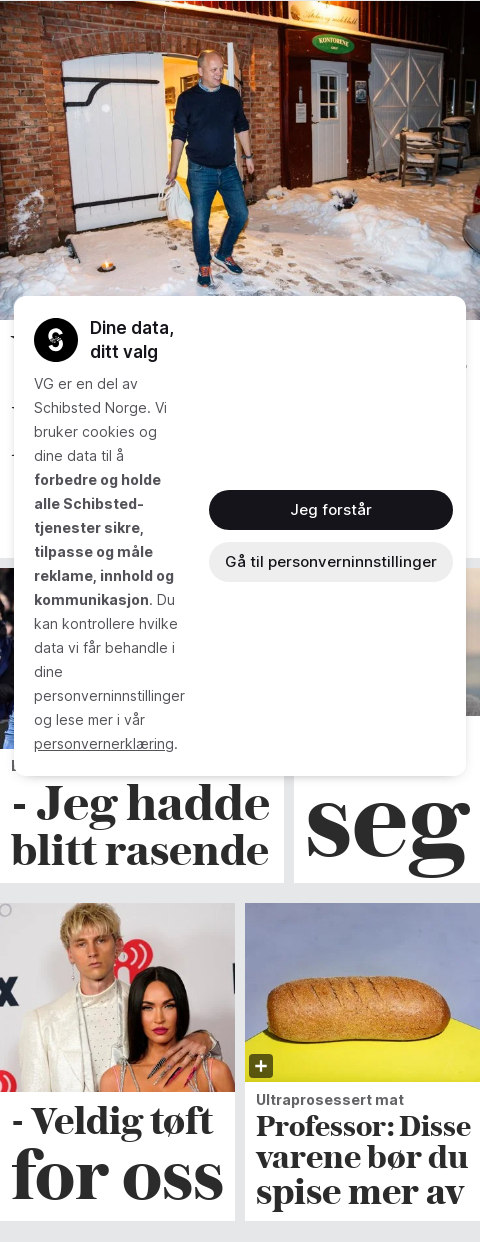 KONTORENE
Dine data,
ditt valg
VG er en del av
Schibsted Norge. Vi
bruker cookies og
dine data til å
forbedre og holde
alle Schibsted-
tjenester sikre,
tilpasse og måle
reklame, innhold og
kommunikasjon. Du
kan kontrollere hvilke
data vi får behandle i
dine
personverninnstillinger
og lese mer i vår
personvernerklæring.
Jeg forstår
Gå til personverninnstillinger
- Jeg hadde
blitt rasende
seg
- Veldig tøft
for oss
Ultraprosessert mat
Professor: Disse
varene bør du
spise mer av